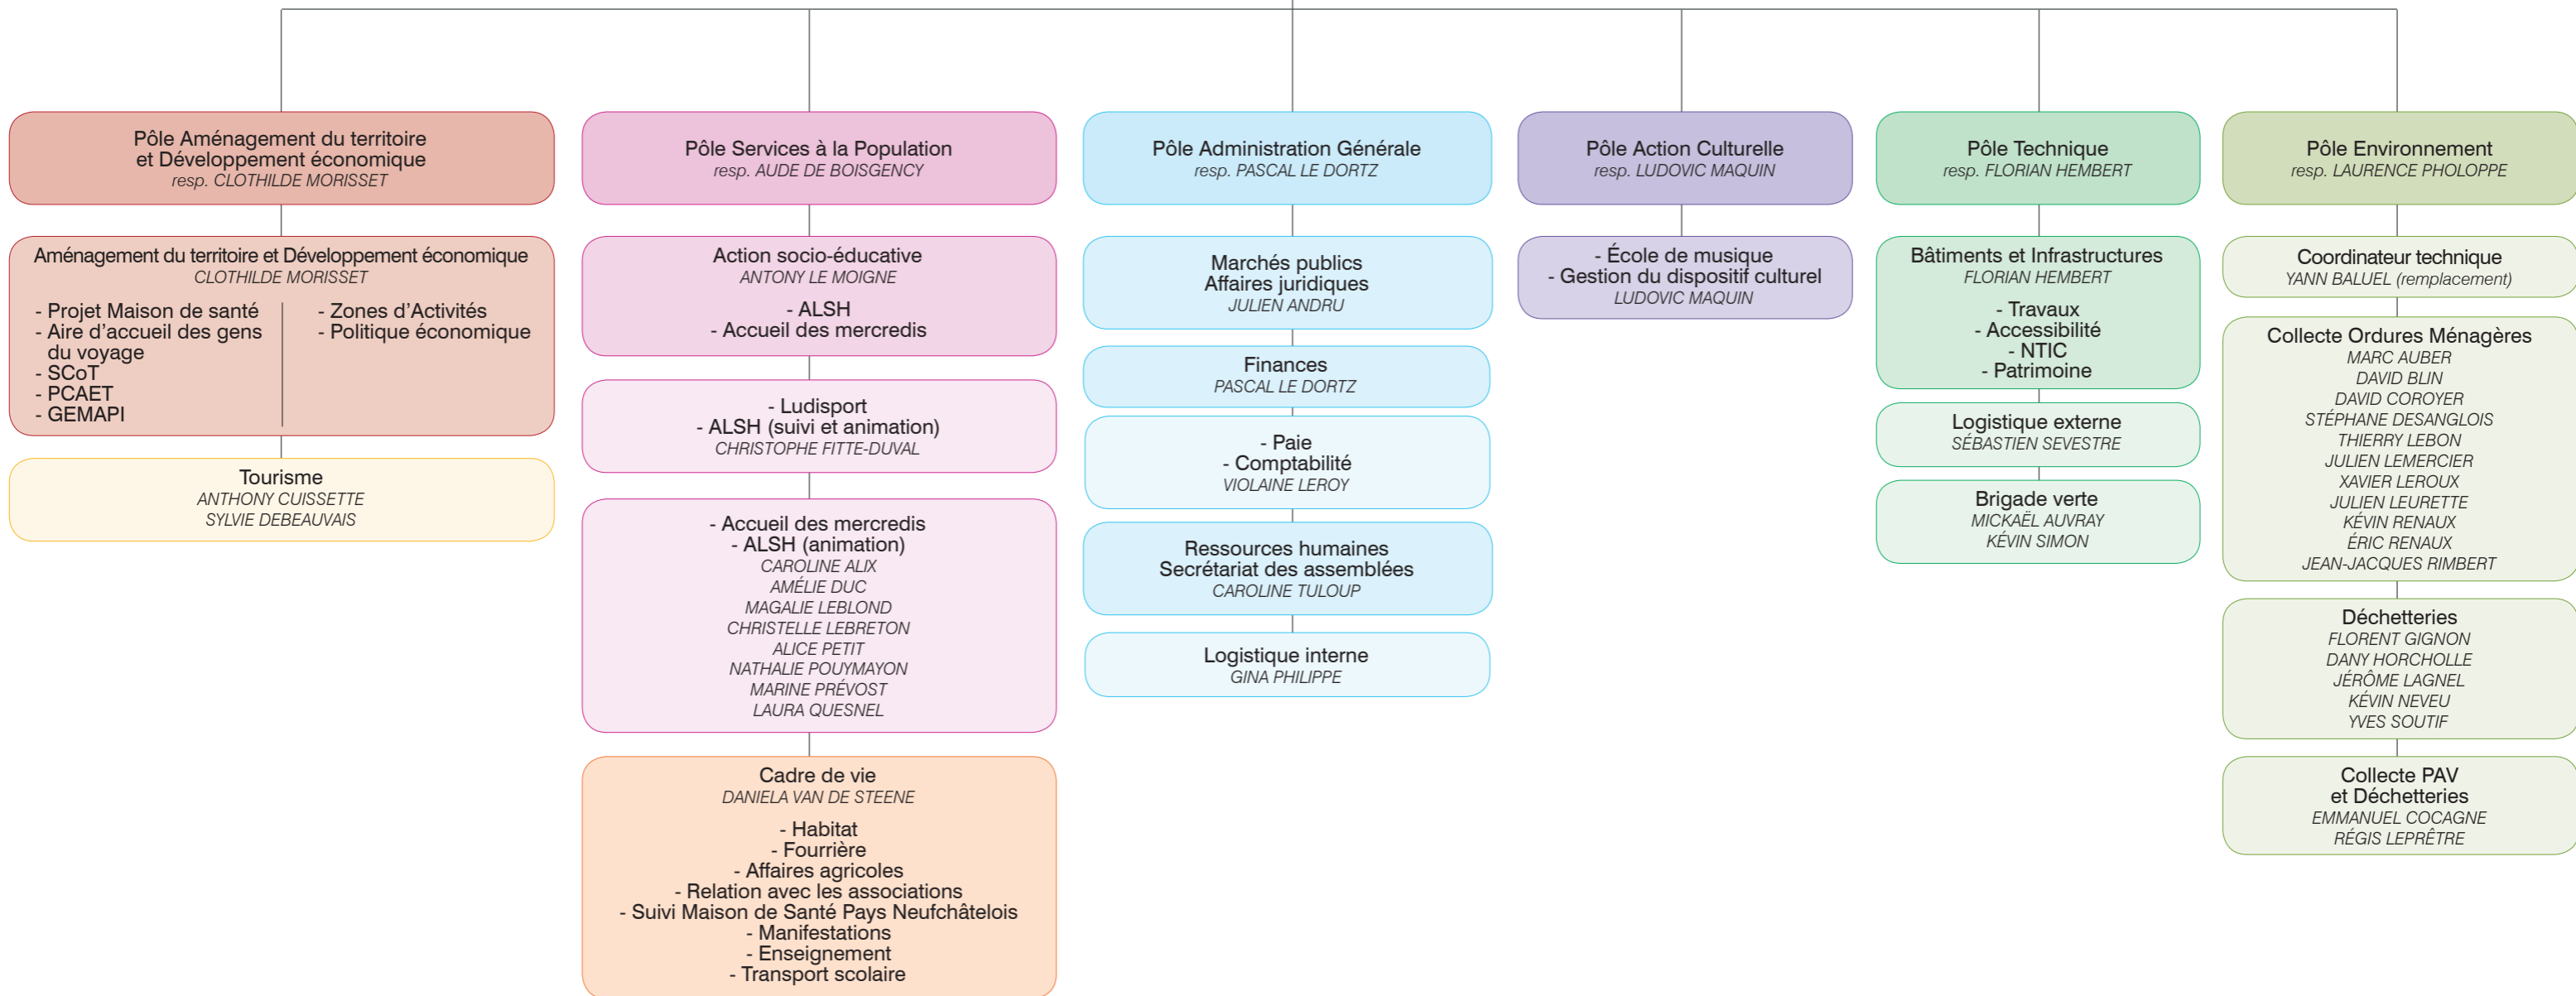 Pôle Aménagement du territoire
et Développement économique
resp. CLOTHILDE MORISSET
Aménagement du territoire et Développement économique
CLOTHILDE MORISSET
- Projet Maison de santé
- Aire d'accueil des gens
du voyage
- SCoT
- PCAET
- GEMAPI
- Zones d'Activités
- Politique économique
Tourisme
ANTHONY CUISSETTE
SYLVIE DEBEAUVAIS
Pôle Services à la Population
resp. AUDE DE BOISGENCY
Action socio-éducative
ANTONY LE MOIGNE
- ALSH
- Accueil des mercredis
- Ludisport
- ALSH (suivi et animation)
CHRISTOPHE FITTE-DUVAL
- Accueil des mercredis
- ALSH (animation)
CAROLINE ALIX
AMÉLIE DUC
MAGALIE LEBLOND
CHRISTELLE LEBRETON
ALICE PETIT
NATHALIE POUYMAYON
MARINE PRÉVOST
LAURA QUESNEL
Cadre de vie
DANIELA VAN DE STEENE
- Habitat
- Fourrière
- Affaires agricoles
- Relation avec les associations
- Suivi Maison de Santé Pays Neufchâtelois
- Manifestations
- Enseignement
- Transport scolaire
Pôle Administration Générale
resp. PASCAL LE DORTZ
Marchés publics
Affaires juridiques
JULIEN ANDRU
Finances
PASCAL LE DORTZ
- Paie
- Comptabilité
VIOLAINE LEROY
Ressources humaines
Secrétariat des assemblées
CAROLINE TULOUP
Logistique interne
GINA PHILIPPE
Pôle Action Culturelle
resp. LUDOVIC MAQUIN
- École de musique
- Gestion du dispositif culturel
LUDOVIC MAQUIN
Pôle Technique
resp. FLORIAN HEMBERT
Bâtiments et Infrastructures
FLORIAN HEMBERT
- Travaux
- Accessibilité
- NTIC
- Patrimoine
Logistique externe
SÉBASTIEN SEVESTRE
Brigade verte
MICKAËL AUVRAY
KÉVIN SIMON
Pôle Environnement
resp. LAURENCE PHOLOPPE
Coordinateur technique
YANN BALUEL (remplacement)
Collecte Ordures Ménagères
MARC AUBER
DAVID BLIN
DAVID COROYER
STÉPHANE DESANGLOIS
THIERRY LEBON
JULIEN LEMERCIER
XAVIER LEROUX
JULIEN LEURETTE
KÉVIN RENAUX
ÉRIC RENAUX
JEAN-JACQUES RIMBERT
Déchetteries
FLORENT GIGNON
DANY HORCHOLLE
JÉRÔME LAGNEL
KÉVIN NEVEU
YVES SOUTIF
Collecte PAV
et Déchetteries
EMMANUEL COCAGNE
RÉGIS LEPRÊTRE